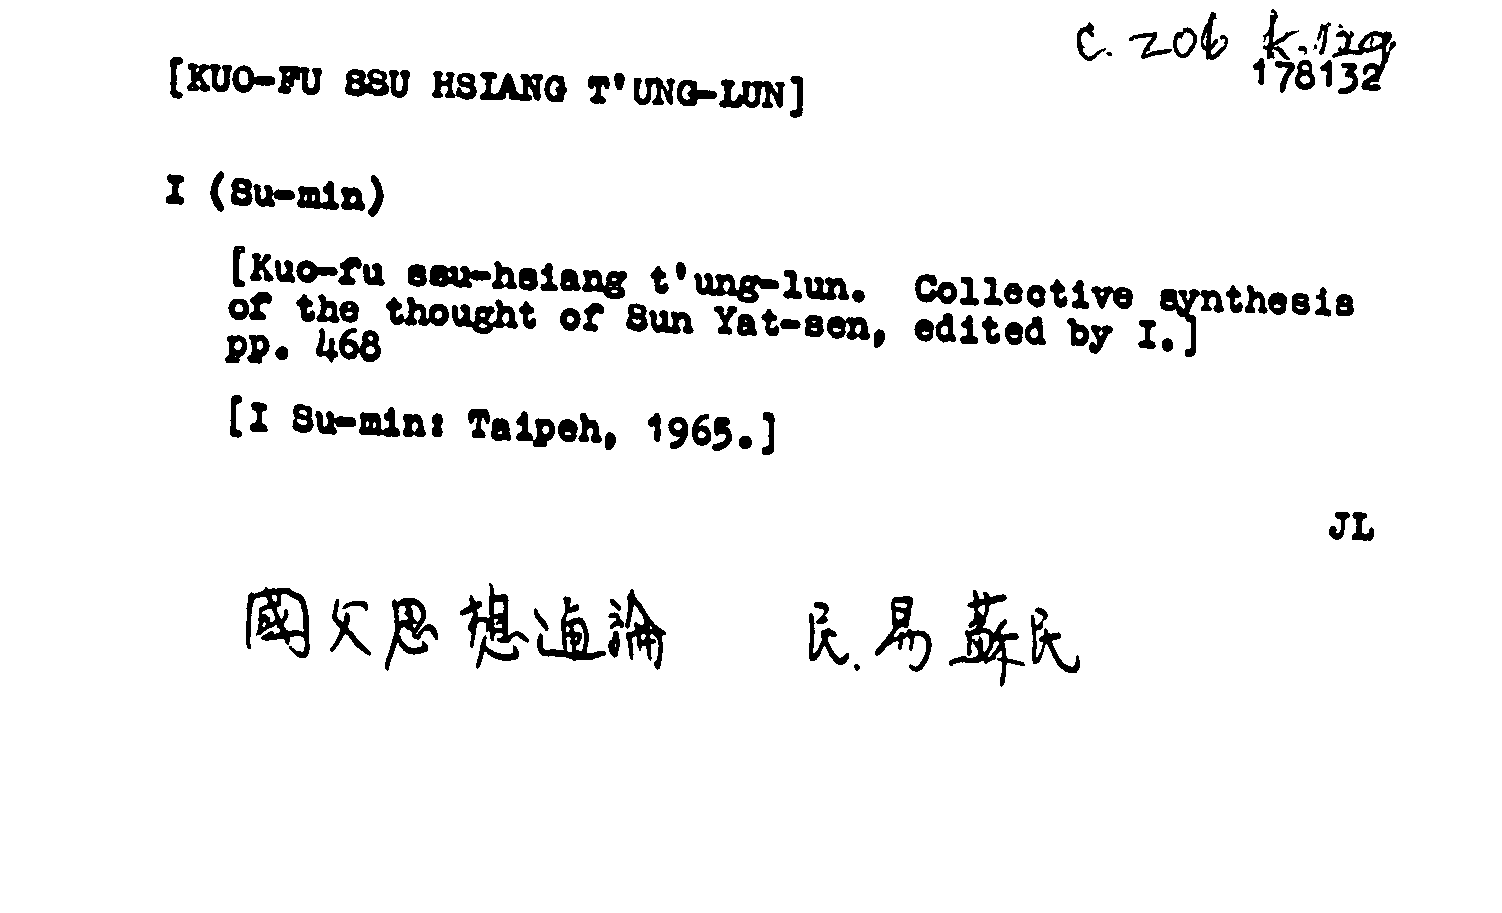 c. 206 k. 129
178132
[KUO-FU SSU HSIANG T'UNG-LUN]
I (Su-min)
[Kuo-fu ssu-hsiang t'ung-lun. Collective synthesis
of the thought of Sun Yat-sen, edited by I.]
pp. 468
[I Su-min: Taipeh, 1965.]
JL
國父思想通論 民. 易蘇民